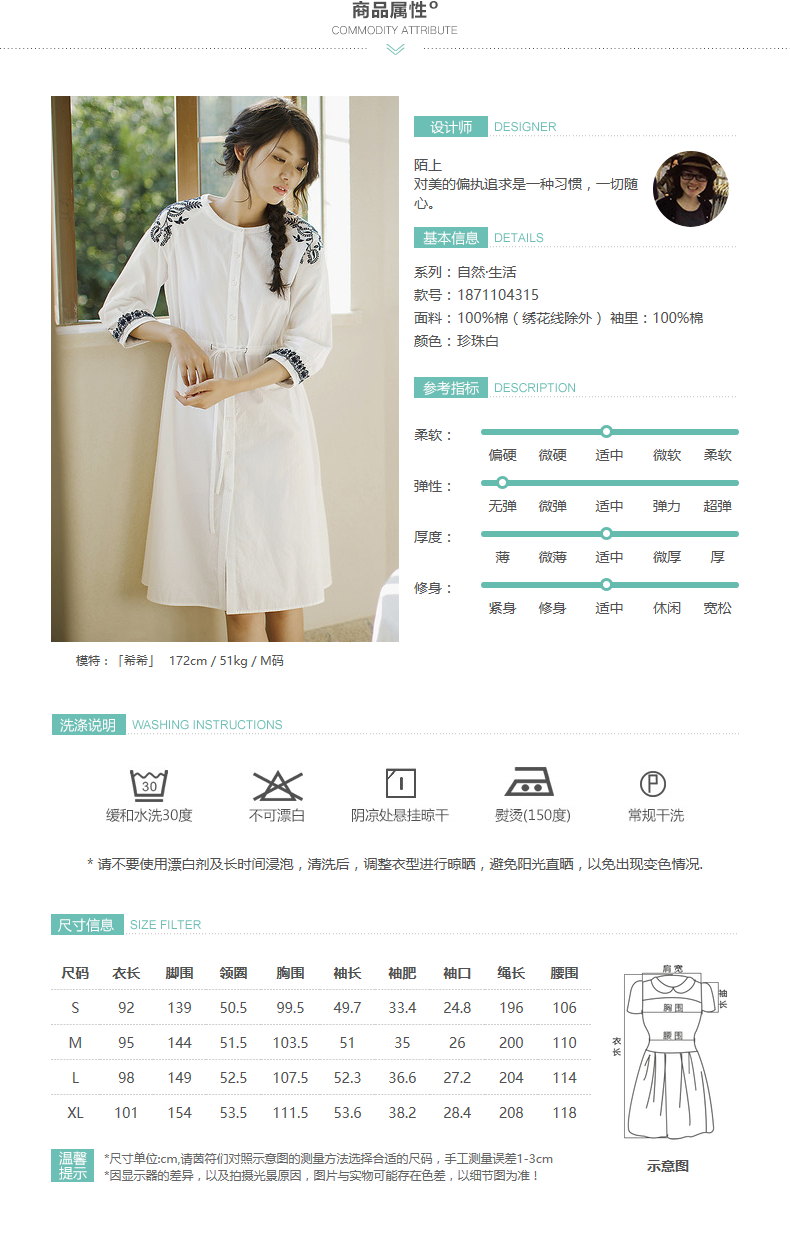 商品属性
COMMODITY ATTRIBUTE
设计师 DESIGNER
陌上
对美的偏执追求是一种习惯，一切随
心。
基本信息 DETAILS
系列：自然·生活
款号：1871104315
面料：100%棉（绣花线除外） 袖里：100%棉
颜色：珍珠白
参考指标 DESCRIPTION
柔软：
偏硬 微硬 适中 微软 柔软
弹性：
无弹 微弹 适中 弹力 超弹
厚度：
薄 微薄 适中 微厚 厚
修身：
紧身 修身 适中 休闲 宽松
模特：「希希」 172cm / 51kg / M码
洗涤说明 WASHING INSTRUCTIONS
30
P
缓和水洗30度 不可漂白 阴凉处悬挂晾干 熨烫(150度) 常规干洗
* 请不要使用漂白剂及长时间浸泡，清洗后，调整衣型进行晾晒，避免阳光直晒，以免出现变色情况.
尺寸信息 SIZE FILTER
尺码 衣长 脚围 领圈 胸围 袖长 袖肥 袖口 绳长 腰围
S 92 139 50.5 99.5 49.7 33.4 24.8 196 106
M 95 144 51.5 103.5 51 35 26 200 110
L 98 149 52.5 107.5 52.3 36.6 27.2 204 114
XL 101 154 53.5 111.5 53.6 38.2 28.4 208 118
肩宽
袖长
胸围
腰围
衣长
示意图
温馨
提示
*尺寸单位:cm,请茵符们对照示意图的测量方法选择合适的尺码，手工测量误差1-3cm
*因显示器的差异，以及拍摄光景原因，图片与实物可能存在色差，以细节图为准！